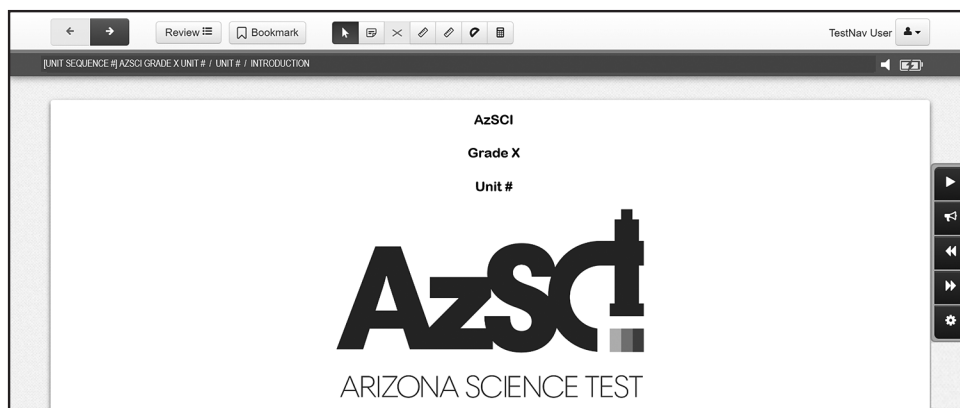 Review
Bookmark
TestNav User
[UNIT SEQUENCE #] AZSCI GRADE X UNIT # / UNIT # / INTRODUCTION
AzSCI
Grade X
Unit #
AzSCI
ARIZONA SCIENCE TEST